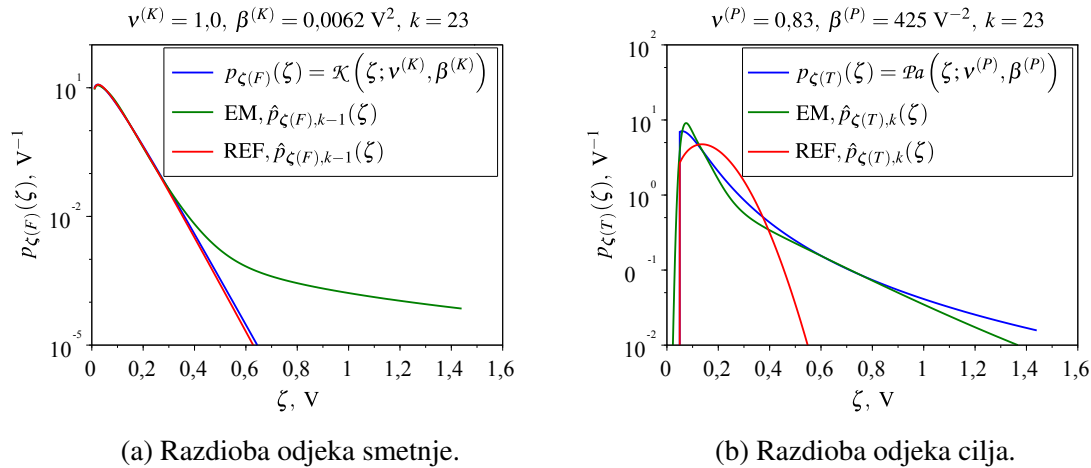 ν^(K) = 1,0, β^(K) = 0,0062 V², k = 23
p_ζ(F)(ζ) = 𝒦(ζ; ν^(K), β^(K))
EM, p̂_ζ(F),k−1(ζ)
REF, p̂_ζ(F),k−1(ζ)
p_ζ(F)(ζ), V⁻¹
10¹
10⁻²
10⁻⁵
0 0,2 0,4 0,6 0,8 1 1,2 1,4 1,6
ζ, V
(a) Razdioba odjeka smetnje.
ν^(P) = 0,83, β^(P) = 425 V⁻², k = 23
p_ζ(T)(ζ) = 𝒫a(ζ; ν^(P), β^(P))
EM, p̂_ζ(T),k(ζ)
REF, p̂_ζ(T),k(ζ)
p_ζ(T)(ζ), V⁻¹
10²
10¹
10⁰
0⁻¹
10⁻²
0 0,2 0,4 0,6 0,8 1 1,2 1,4 1,6
ζ, V
(b) Razdioba odjeka cilja.